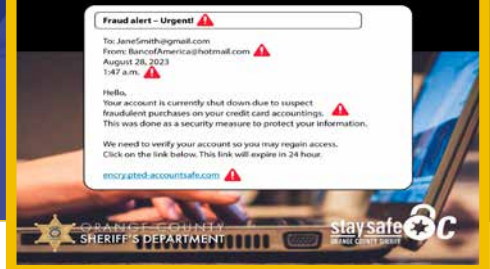 Fraud alert – Urgent!
To: JaneSmith@gmail.com
From: BancofAmerica@hotmail.com
August 28, 2023
1:47 a.m.
Hello,
Your account is currently shut down due to suspect
fraudulent purchases on your credit card accountings.
This was done as a security measure to protect your information.
We need to verify your account so you may regain access.
Click on the link below. This link will expire in 24 hour.
encry.pted-accountsafe.com
ORANGE COUNTY
SHERIFF'S DEPARTMENT
stay safe OC
ORANGE COUNTY SHERIFF